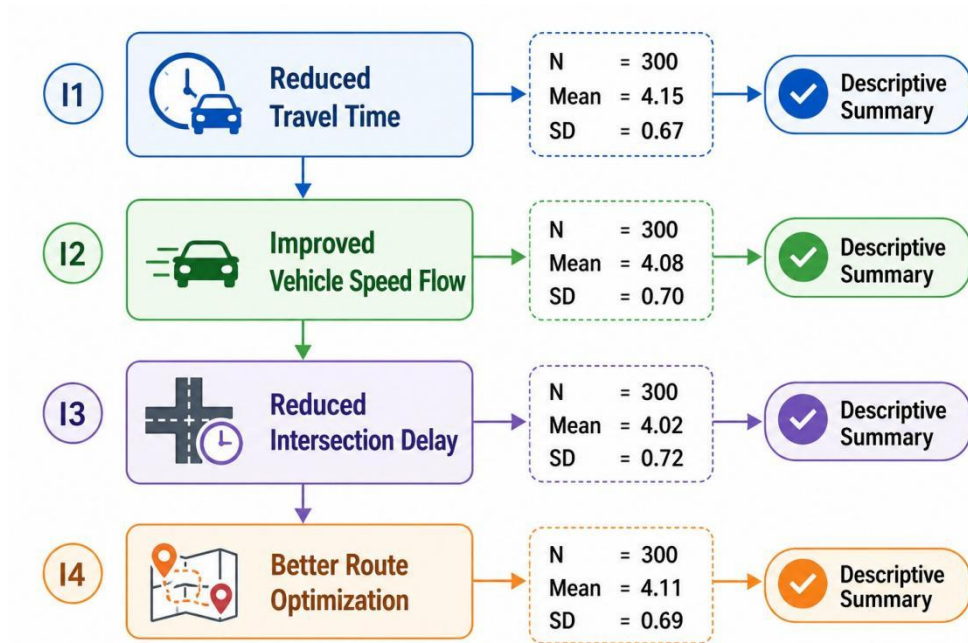 I1
Reduced
Travel Time
N = 300
Mean = 4.15
SD = 0.67
Descriptive
Summary
I2
Improved
Vehicle Speed Flow
N = 300
Mean = 4.08
SD = 0.70
Descriptive
Summary
I3
Reduced
Intersection Delay
N = 300
Mean = 4.02
SD = 0.72
Descriptive
Summary
I4
Better Route
Optimization
N = 300
Mean = 4.11
SD = 0.69
Descriptive
Summary